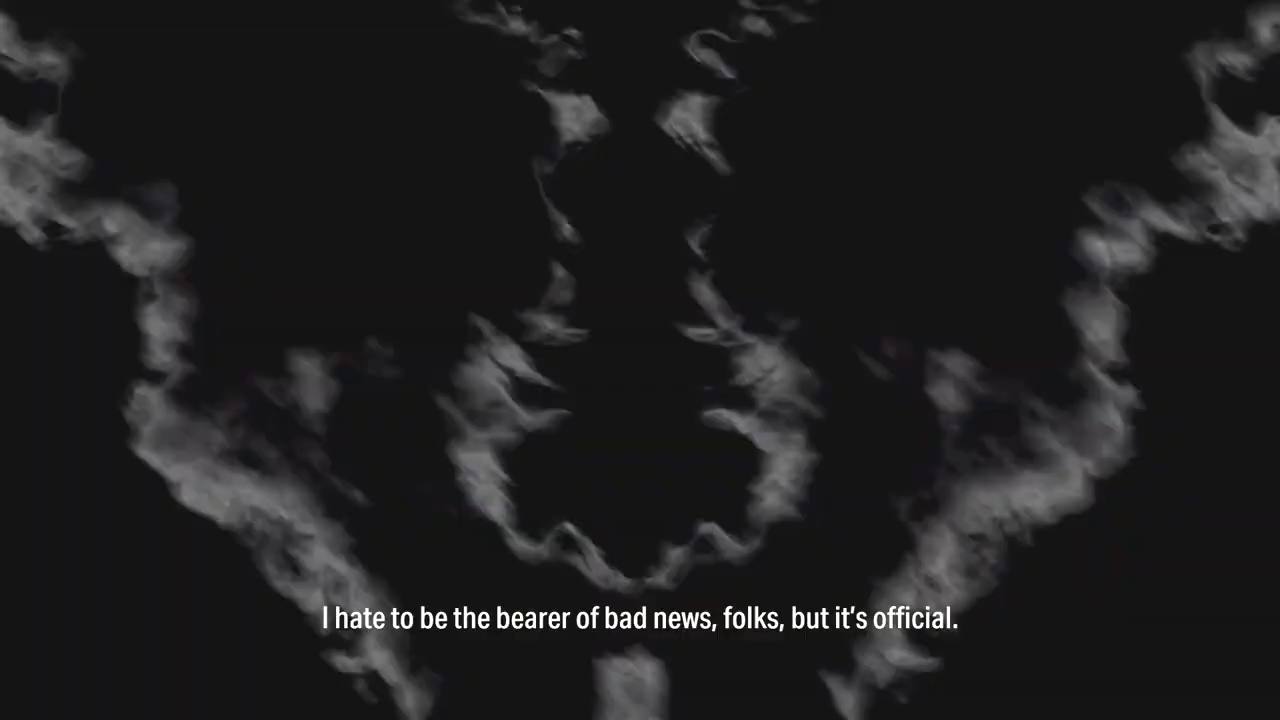 I hate to be the bearer of bad news, folks, but it’s official.